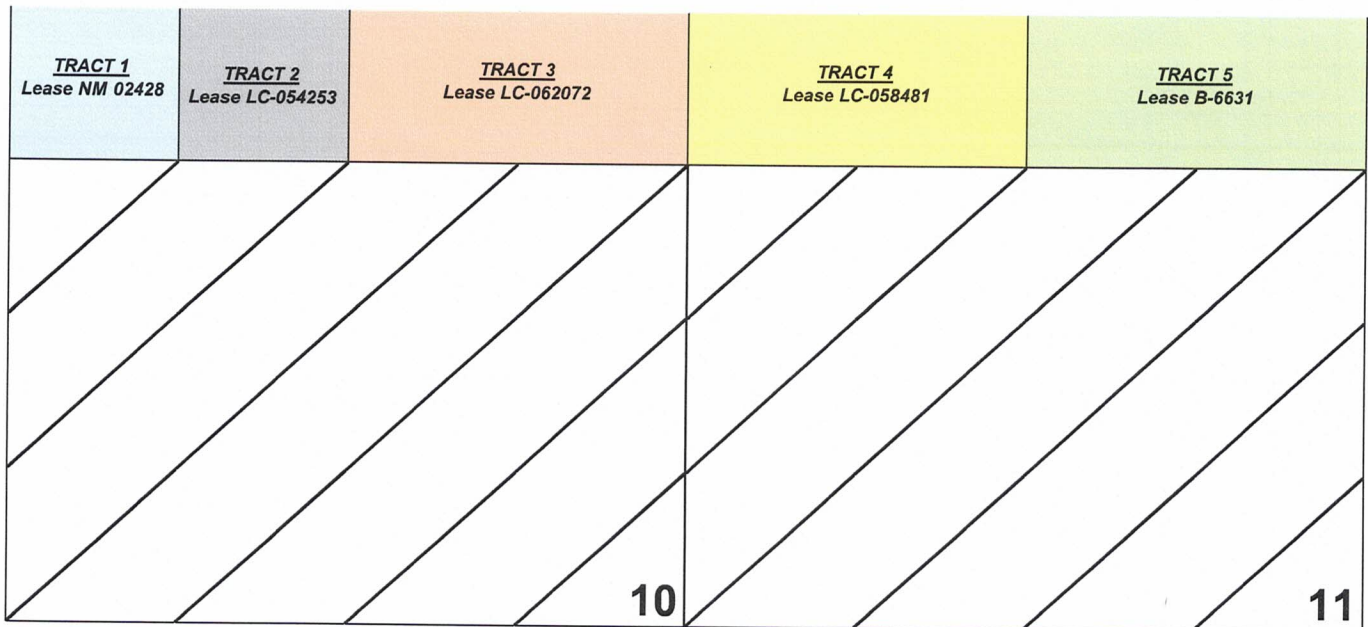 TRACT 1
Lease NM 02428
TRACT 2
Lease LC-054253
TRACT 3
Lease LC-062072
TRACT 4
Lease LC-058481
TRACT 5
Lease B-6631
10
11